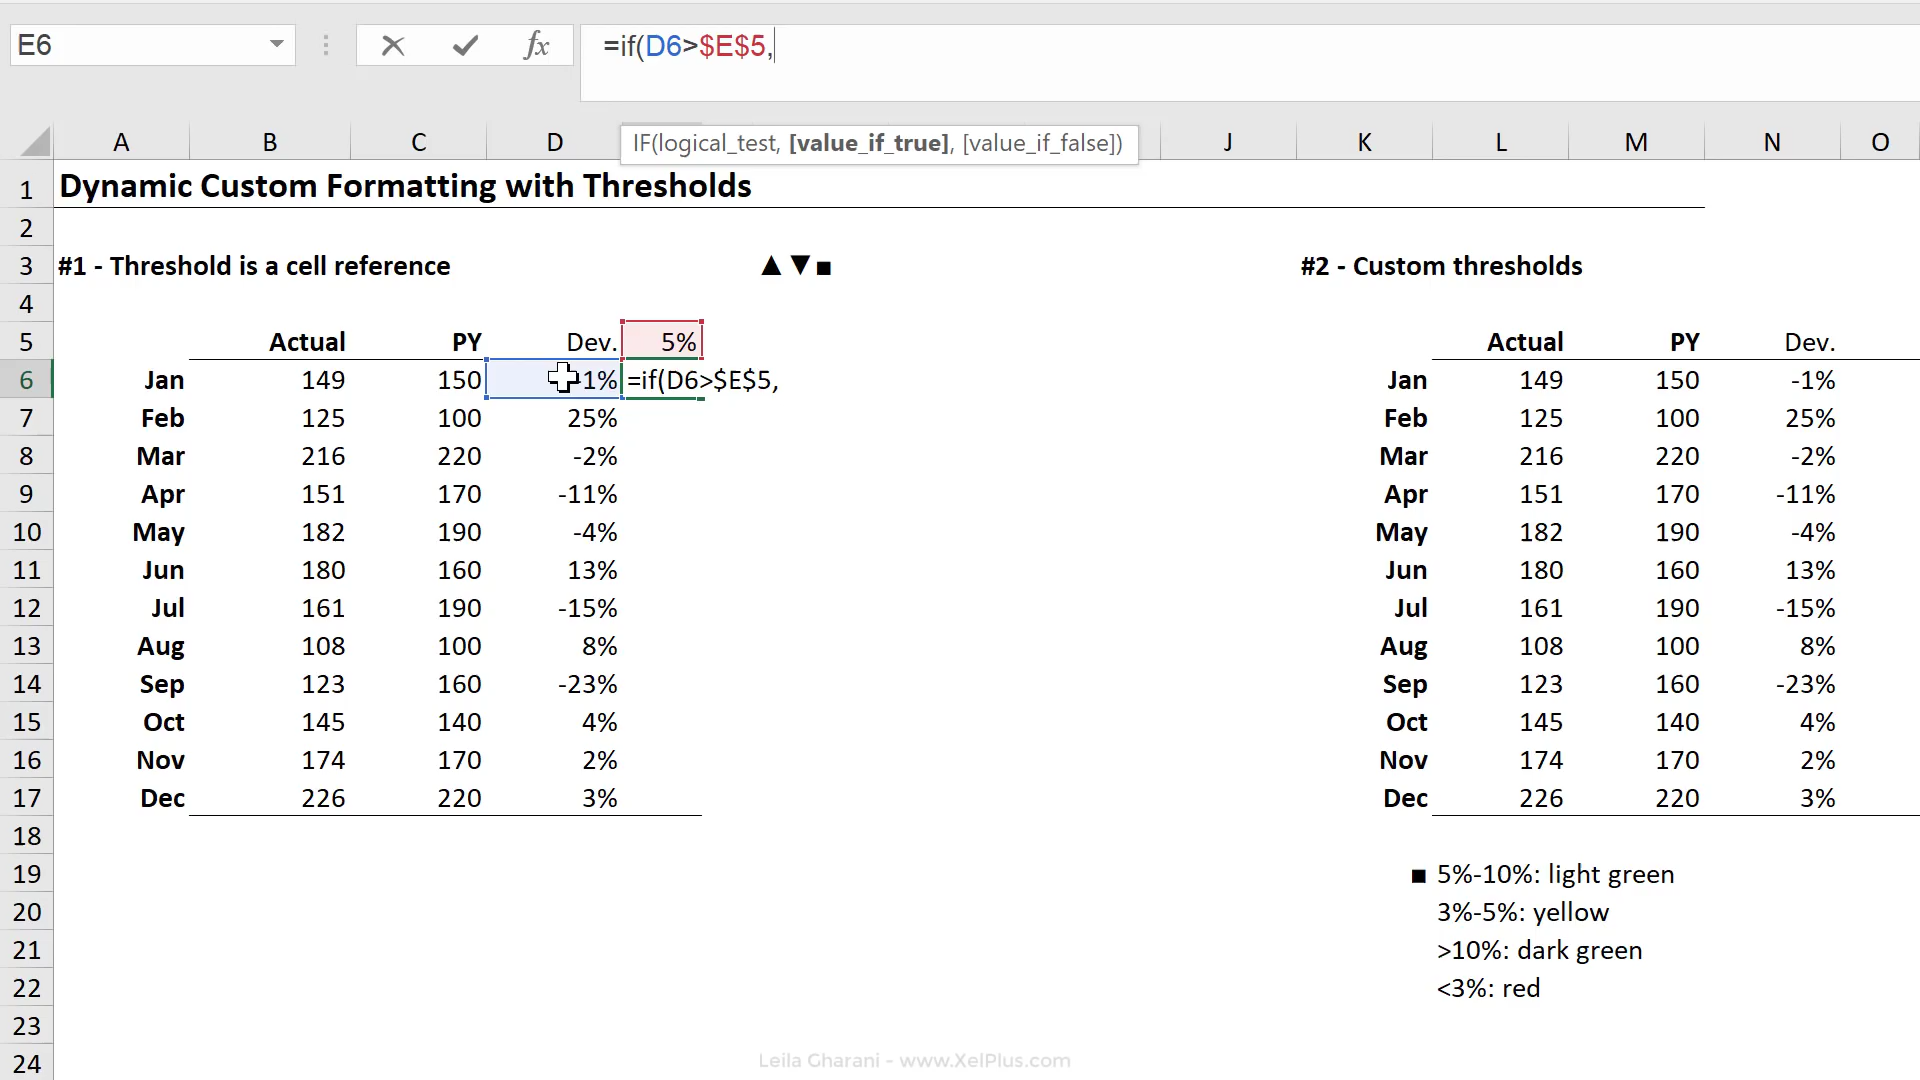 E6
fx
=if(D6>$E$5,
IF(logical_test, [value_if_true], [value_if_false])
A B C D J K L M N O
1 Dynamic Custom Formatting with Thresholds
2
3 #1 - Threshold is a cell reference ▲▼■ #2 - Custom thresholds
4
5 Actual PY Dev. 5% Actual PY Dev.
6 Jan 149 150 -1% =if(D6>$E$5, Jan 149 150 -1%
7 Feb 125 100 25% Feb 125 100 25%
8 Mar 216 220 -2% Mar 216 220 -2%
9 Apr 151 170 -11% Apr 151 170 -11%
10 May 182 190 -4% May 182 190 -4%
11 Jun 180 160 13% Jun 180 160 13%
12 Jul 161 190 -15% Jul 161 190 -15%
13 Aug 108 100 8% Aug 108 100 8%
14 Sep 123 160 -23% Sep 123 160 -23%
15 Oct 145 140 4% Oct 145 140 4%
16 Nov 174 170 2% Nov 174 170 2%
17 Dec 226 220 3% Dec 226 220 3%
18
19 ■ 5%-10%: light green
20 3%-5%: yellow
21 >10%: dark green
22 <3%: red
23
24
Leila Gharani - www.XelPlus.com